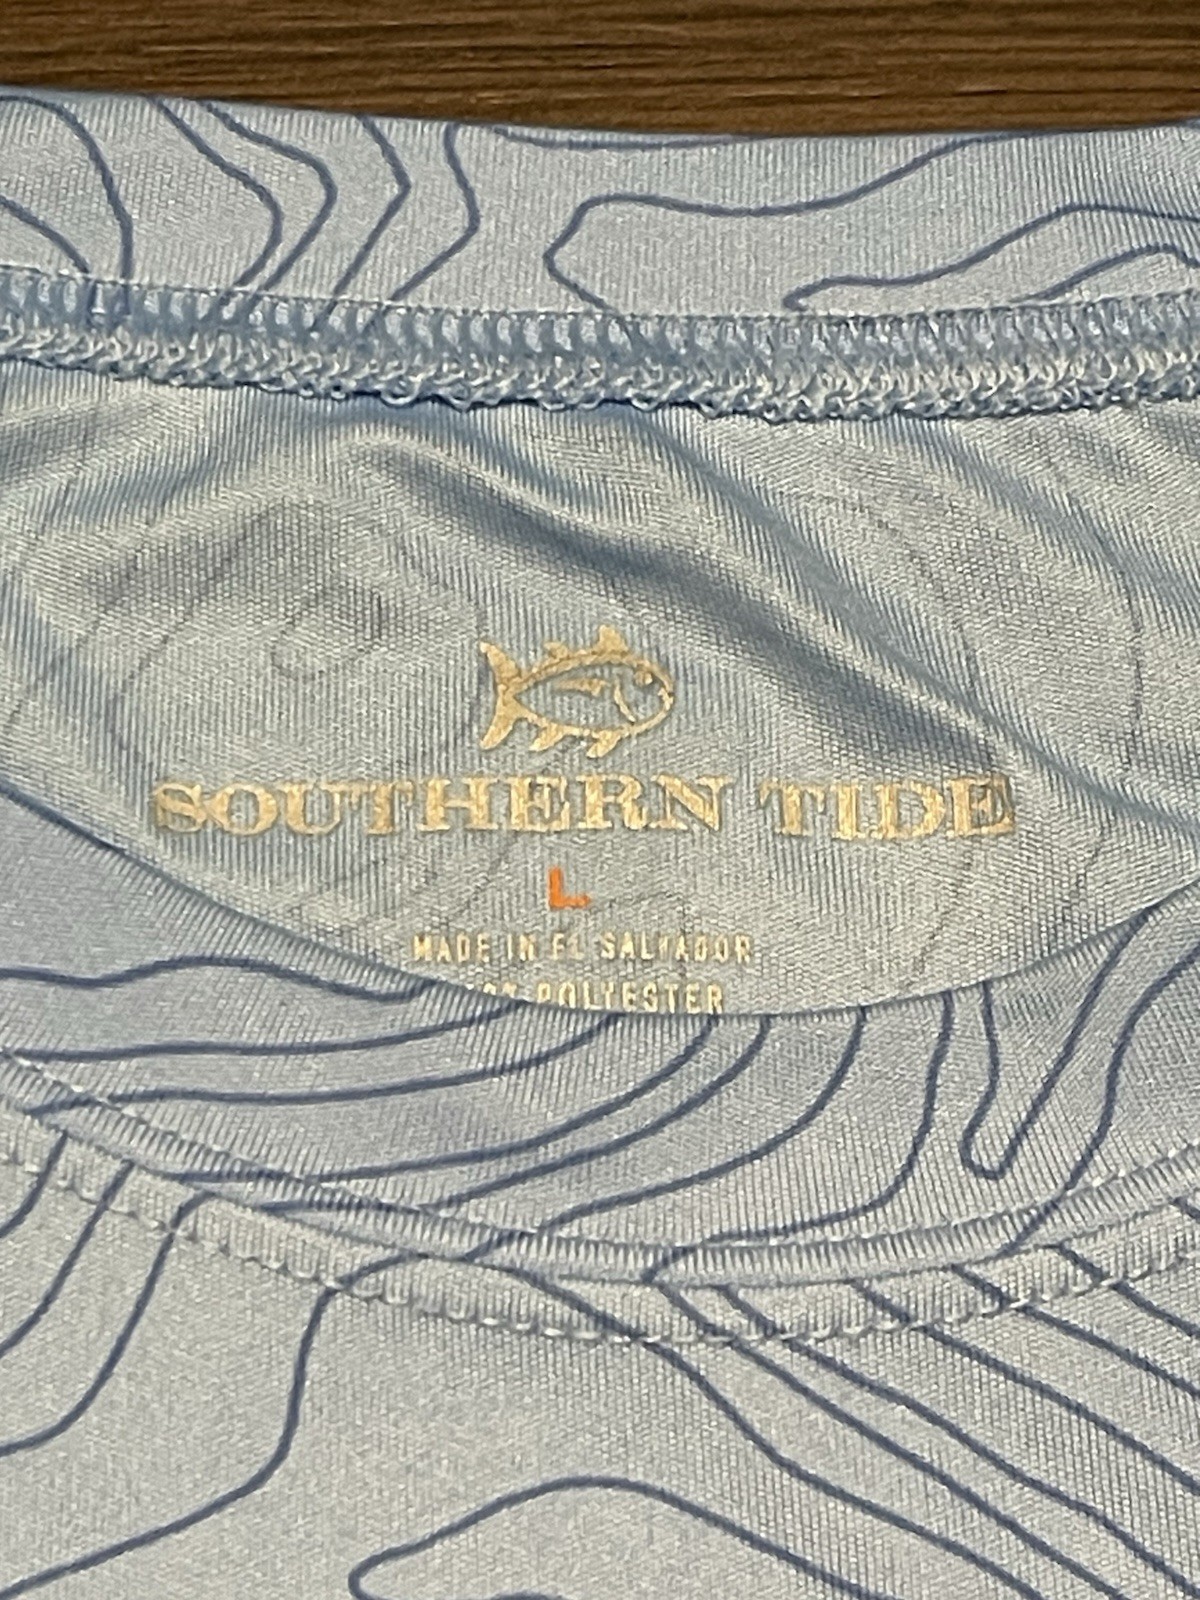 SOUTHERN TIDE
L
MADE IN EL SALVADOR
POLYESTER